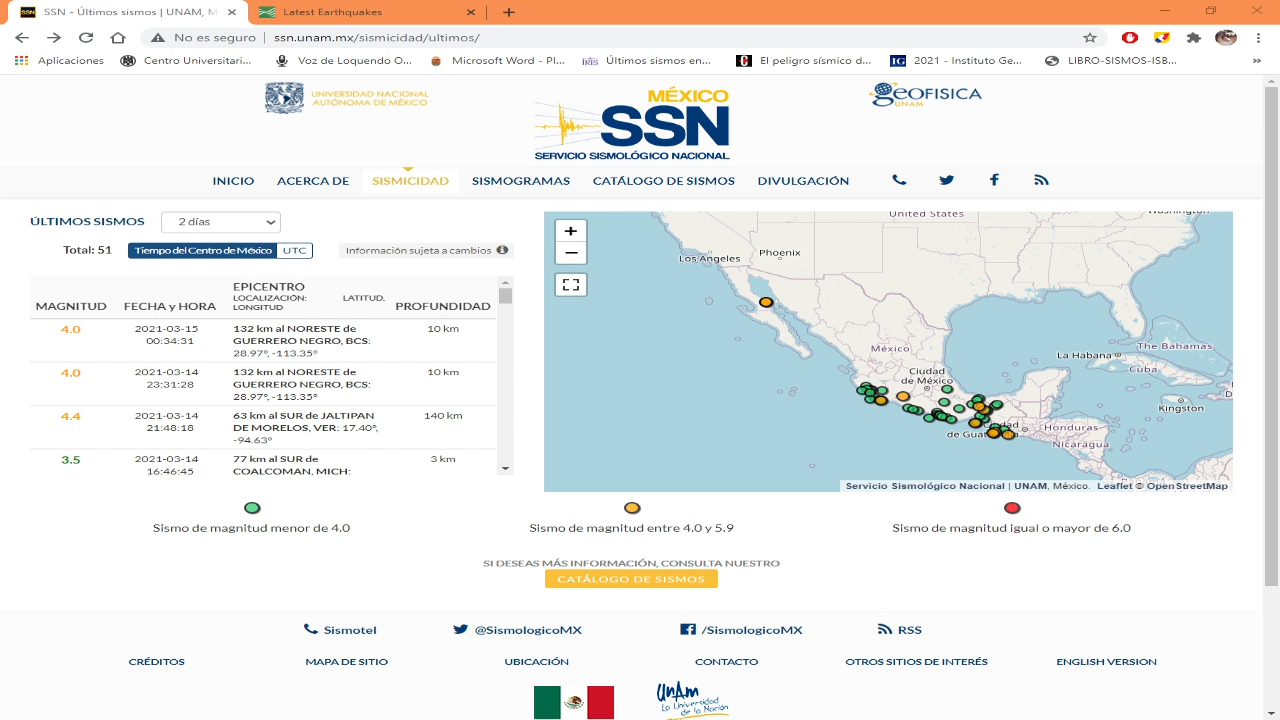 SSN - Últimos sismos | UNAM, M
Latest Earthquakes
No es seguro | ssn.unam.mx/sismicidad/ultimos/
Aplicaciones
Centro Universitari...
Voz de Loquendo O...
Microsoft Word - Pl...
Últimos sismos en...
El peligro sísmico d...
2021 - Instituto Ge...
LIBRO-SISMOS-ISB...
UNIVERSIDAD NACIONAL
AUTÓNOMA DE MÉXICO
MÉXICO
SSN
SERVICIO SISMOLÓGICO NACIONAL
GEOFISICA
UNAM
INICIO
ACERCA DE
SISMICIDAD
SISMOGRAMAS
CATÁLOGO DE SISMOS
DIVULGACIÓN
ÚLTIMOS SISMOS
2 días
Total: 51
Tiempo del Centro de México
UTC
Información sujeta a cambios
MAGNITUD
FECHA y HORA
EPICENTRO
LOCALIZACIÓN: LATITUD,
LONGITUD
PROFUNDIDAD
4.0
2021-03-15
00:34:31
132 km al NORESTE de
GUERRERO NEGRO, BCS:
28.97°, -113.35°
10 km
4.0
2021-03-14
23:31:28
132 km al NORESTE de
GUERRERO NEGRO, BCS:
28.97°, -113.35°
10 km
4.4
2021-03-14
21:48:18
63 km al SUR de JALTIPAN
DE MORELOS, VER: 17.40°,
-94.63°
140 km
3.5
2021-03-14
16:46:45
77 km al SUR de
COALCOMAN, MICH:
3 km
+
−
United States
Washington
Los Angeles
Phoenix
México
Ciudad
de México
La Habana
The Bahamas
Cuba
Kingston
Honduras
Nicaragua
de Gua
Servicio Sismológico Nacional | UNAM, México. Leaflet © OpenStreetMap
Sismo de magnitud menor de 4.0
Sismo de magnitud entre 4.0 y 5.9
Sismo de magnitud igual o mayor de 6.0
SI DESEAS MÁS INFORMACIÓN, CONSULTA NUESTRO
CATÁLOGO DE SISMOS
Sismotel
@SismologicoMX
/SismologicoMX
RSS
CRÉDITOS
MAPA DE SITIO
UBICACIÓN
CONTACTO
OTROS SITIOS DE INTERÉS
ENGLISH VERSION
UNAM
La Universidad
de la Nación